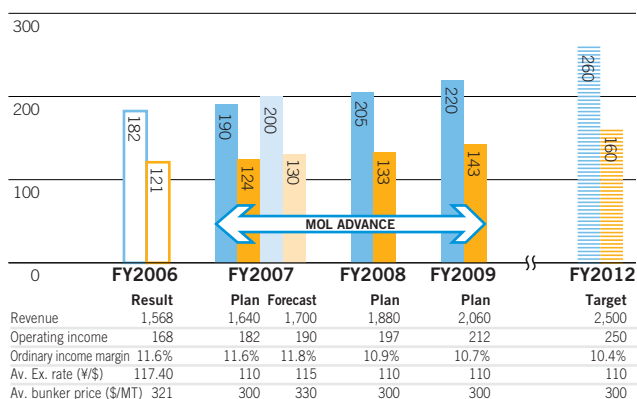 300
260
200
182
190
200
205
220
121
124
130
133
143
160
100
MOL ADVANCE
0 FY2006 FY2007 FY2008 FY2009 FY2012
Result Plan Forecast Plan Plan Target
Revenue 1,568 1,640 1,700 1,880 2,060 2,500
Operating income 168 182 190 197 212 250
Ordinary income margin 11.6% 11.6% 11.8% 10.9% 10.7% 10.4%
Av. Ex. rate (¥/$) 117.40 110 115 110 110 110
Av. bunker price ($/MT) 321 300 330 300 300 300